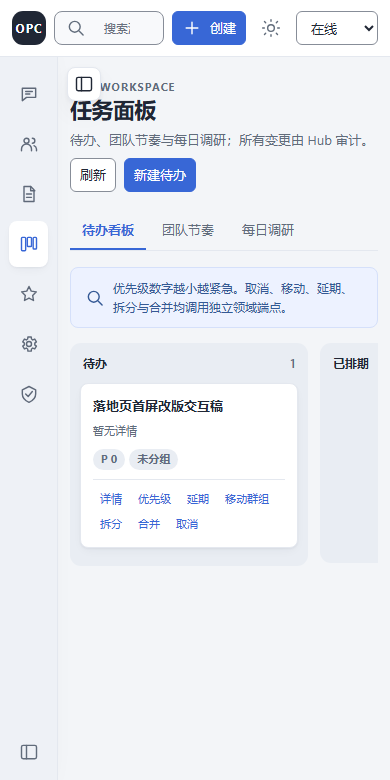 OPC
搜索
创建
在线
WORKSPACE
任务面板
待办、团队节奏与每日调研；所有变更由 Hub 审计。
刷新
新建待办
待办看板
团队节奏
每日调研
优先级数字越小越紧急。取消、移动、延期、
拆分与合并均调用独立领域端点。
待办 1
已排期
落地页首屏改版交互稿
暂无详情
P 0
未分组
详情 优先级 延期 移动群组
拆分 合并 取消